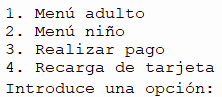 1. Menú adulto
2. Menú niño
3. Realizar pago
4. Recarga de tarjeta
Introduce una opción: